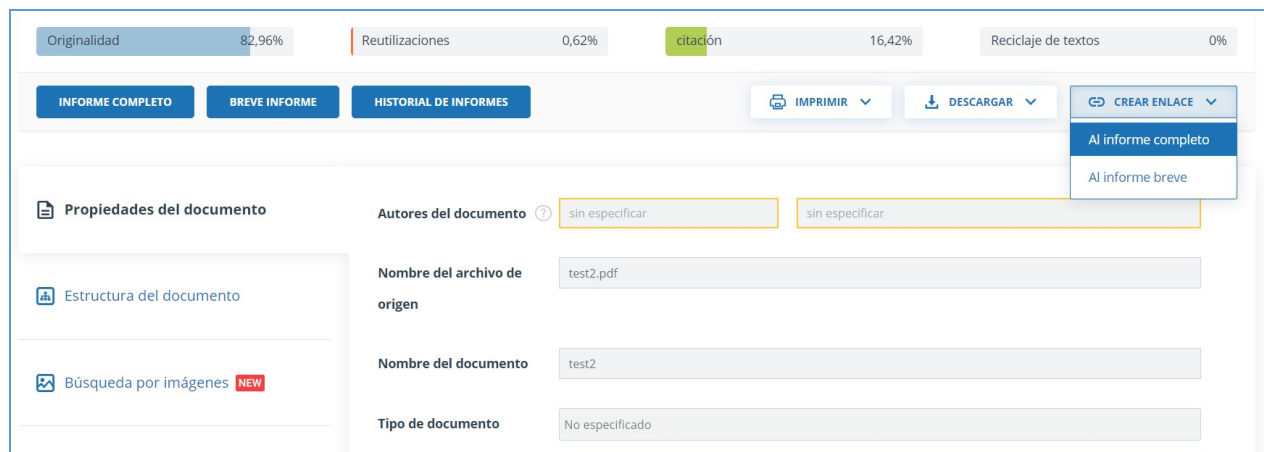 Originalidad 82,96% Reutilizaciones 0,62% citación 16,42% Reciclaje de textos 0%
INFORME COMPLETO BREVE INFORME HISTORIAL DE INFORMES IMPRIMIR DESCARGAR CREAR ENLACE
Al informe completo
Al informe breve
Propiedades del documento
Estructura del documento
Búsqueda por imágenes NEW
Autores del documento ? sin especificar sin especificar
Nombre del archivo de
origen
test2.pdf
Nombre del documento test2
Tipo de documento No especificado